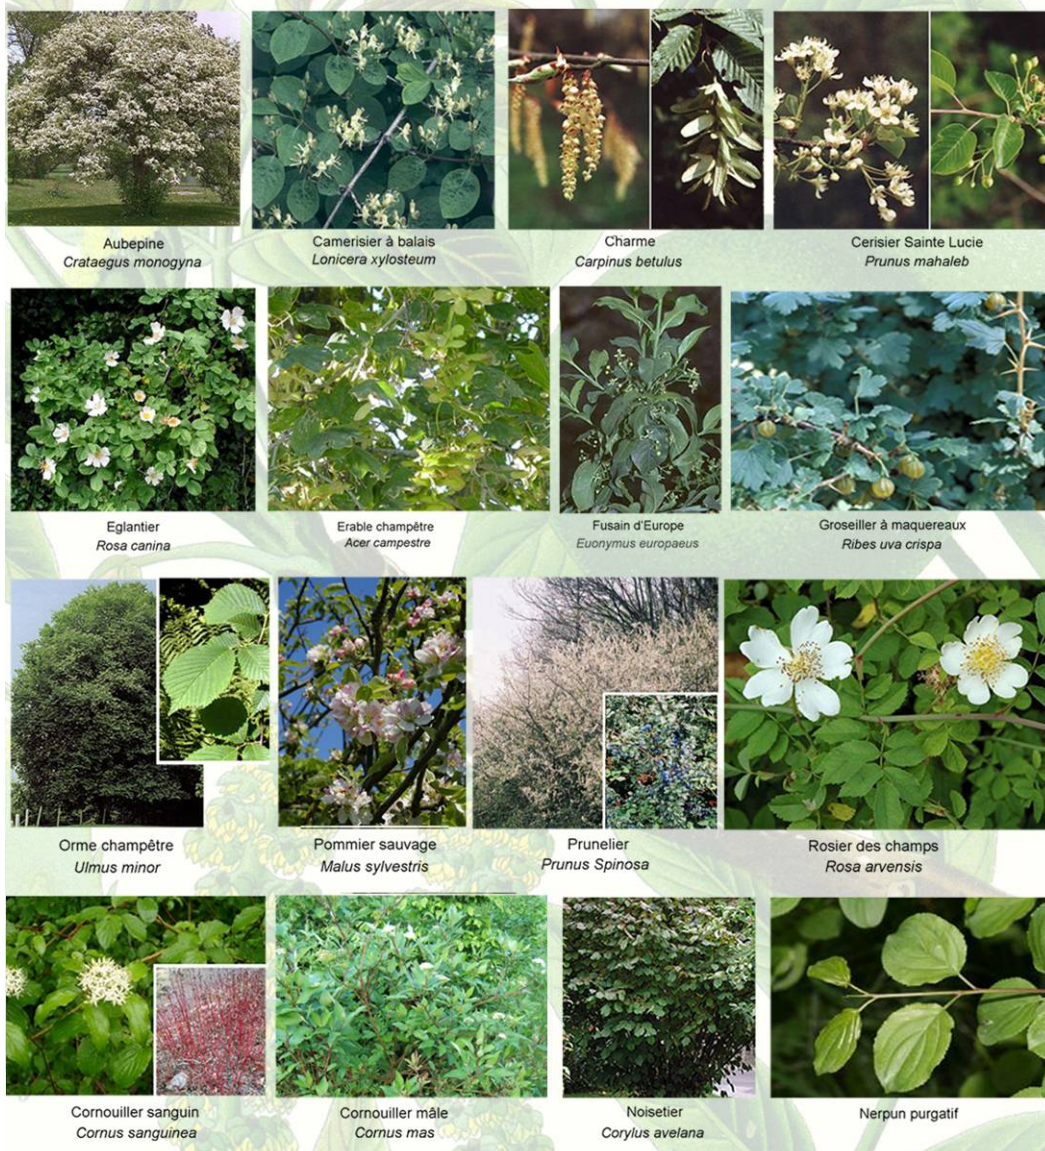 Aubepine
Crataegus monogyna
Camerisier à balais
Lonicera xylosteum
Charme
Carpinus betulus
Cerisier Sainte Lucie
Prunus mahaleb
Eglantier
Rosa canina
Erable champêtre
Acer campestre
Fusain d'Europe
Euonymus europaeus
Groseiller à maquereaux
Ribes uva crispa
Orme champêtre
Ulmus minor
Pommier sauvage
Malus sylvestris
Prunelier
Prunus Spinosa
Rosier des champs
Rosa arvensis
Cornouiller sanguin
Cornus sanguinea
Cornouiller mâle
Cornus mas
Noisetier
Corylus avelana
Nerpun purgatif